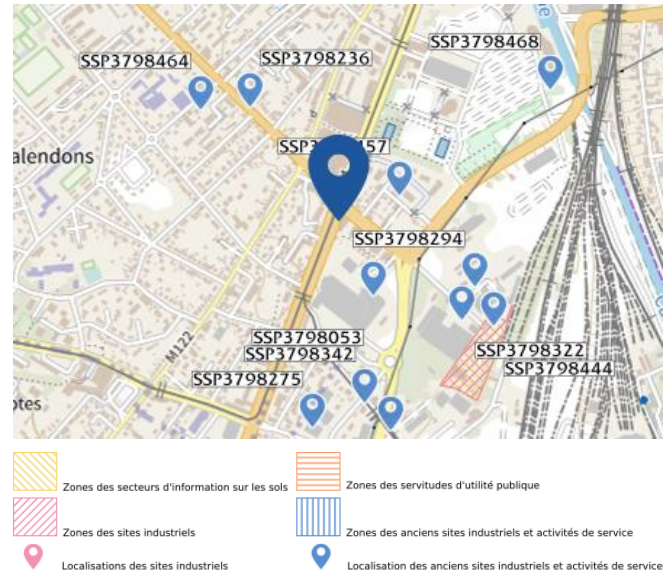 SSP3798468
SSP3798236
SSP3798464
alendons
SSP3798294
SSP3798053
SSP3798342
SSP3798275
M122
SSP3798322
SSP3798444
otes
Zones des secteurs d'information sur les sols
Zones des servitudes d'utilité publique
Zones des sites industriels
Zones des anciens sites industriels et activités de service
Localisations des sites industriels
Localisation des anciens sites industriels et activités de service